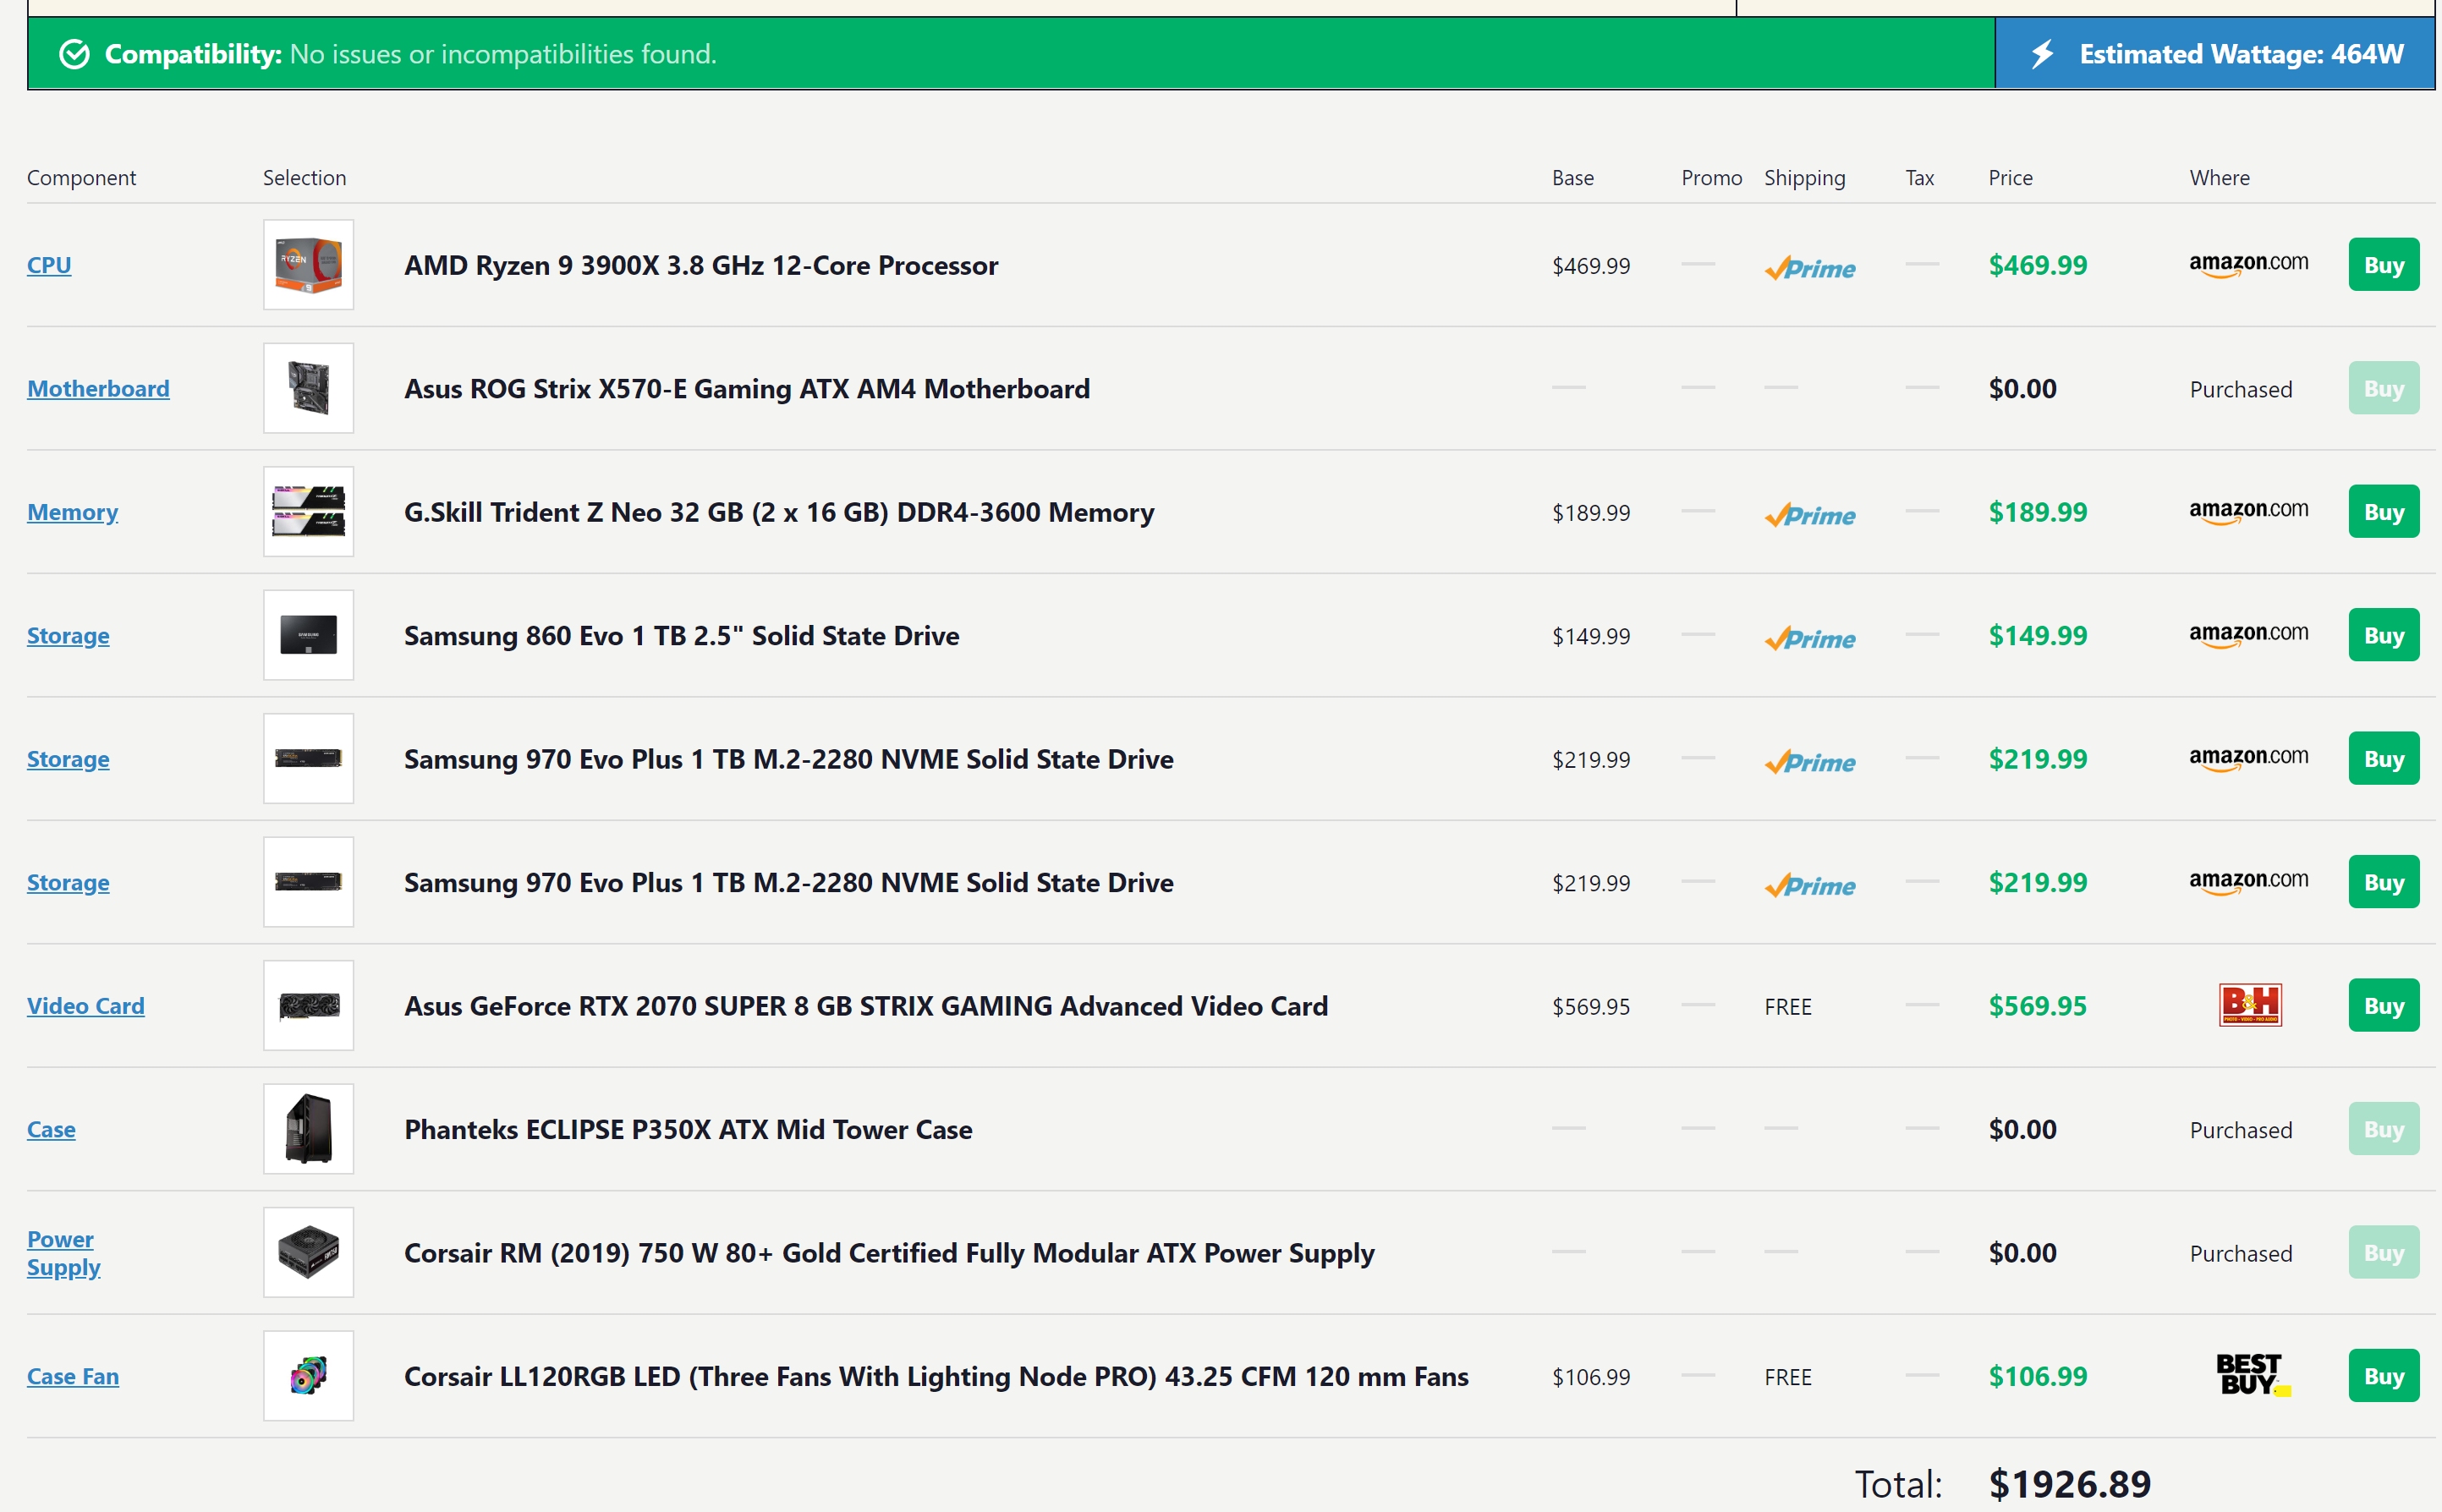 Compatibility: No issues or incompatibilities found. Estimated Wattage: 464W
Component Selection Base Promo Shipping Tax Price Where
CPU AMD Ryzen 9 3900X 3.8 GHz 12-Core Processor $469.99 — Prime — $469.99 amazon.com Buy
Motherboard Asus ROG Strix X570-E Gaming ATX AM4 Motherboard — — — — $0.00 Purchased Buy
Memory G.Skill Trident Z Neo 32 GB (2 x 16 GB) DDR4-3600 Memory $189.99 — Prime — $189.99 amazon.com Buy
Storage Samsung 860 Evo 1 TB 2.5" Solid State Drive $149.99 — Prime — $149.99 amazon.com Buy
Storage Samsung 970 Evo Plus 1 TB M.2-2280 NVME Solid State Drive $219.99 — Prime — $219.99 amazon.com Buy
Storage Samsung 970 Evo Plus 1 TB M.2-2280 NVME Solid State Drive $219.99 — Prime — $219.99 amazon.com Buy
Video Card Asus GeForce RTX 2070 SUPER 8 GB STRIX GAMING Advanced Video Card $569.95 — FREE — $569.95 B&H PHOTO - VIDEO - PRO AUDIO Buy
Case Phanteks ECLIPSE P350X ATX Mid Tower Case — — — — $0.00 Purchased Buy
Power
Supply Corsair RM (2019) 750 W 80+ Gold Certified Fully Modular ATX Power Supply — — — — $0.00 Purchased Buy
Case Fan Corsair LL120RGB LED (Three Fans With Lighting Node PRO) 43.25 CFM 120 mm Fans $106.99 — FREE — $106.99 BEST BUY Buy
Total: $1926.89